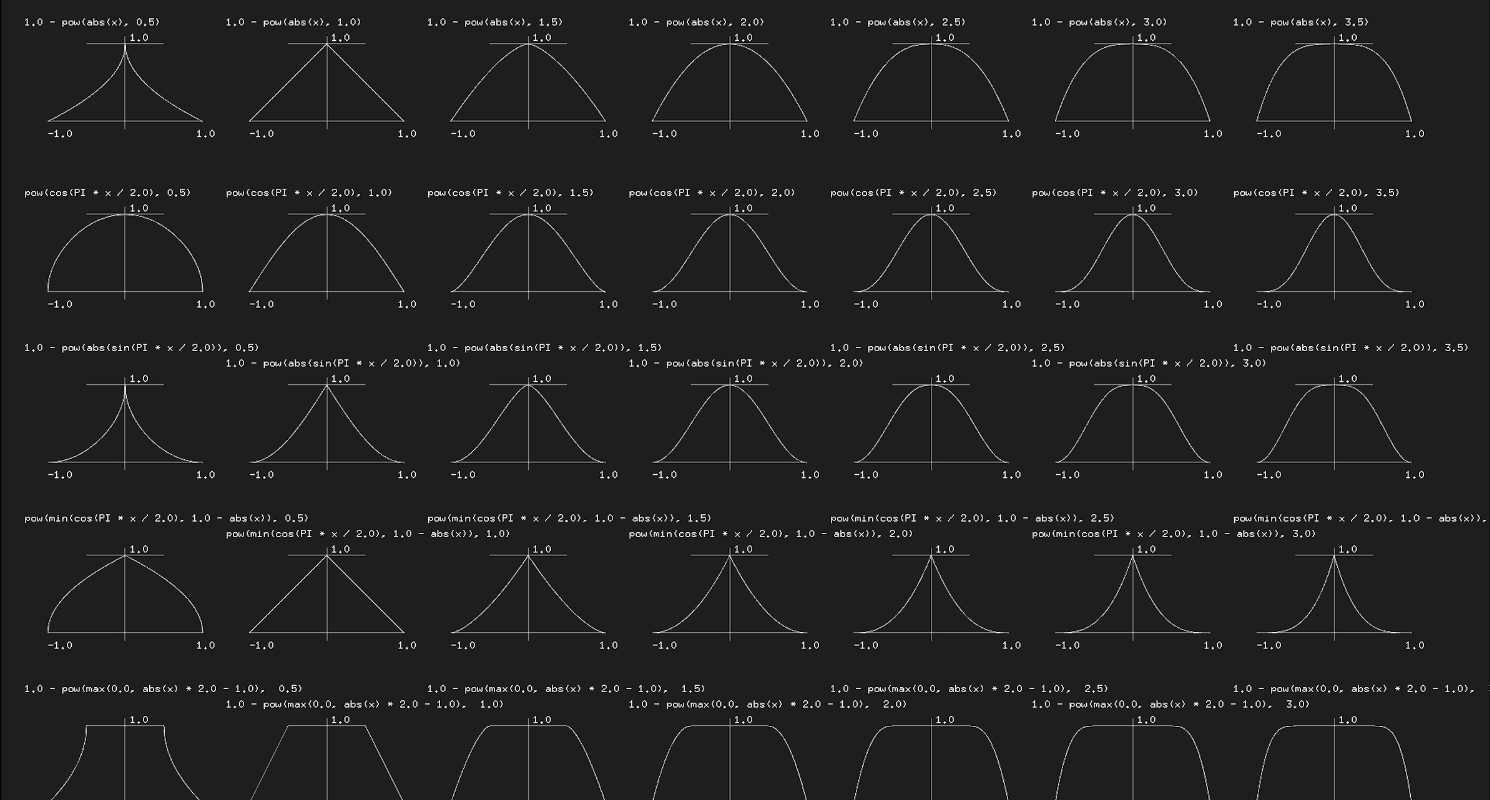 1.0 - pow(abs(x), 0.5)
1.0 - pow(abs(x), 1.0)
1.0 - pow(abs(x), 1.5)
1.0 - pow(abs(x), 2.0)
1.0 - pow(abs(x), 2.5)
1.0 - pow(abs(x), 3.0)
1.0 - pow(abs(x), 3.5)
1.0
1.0
1.0
1.0
1.0
1.0
1.0
-1.0 1.0
-1.0 1.0
-1.0 1.0
-1.0 1.0
-1.0 1.0
-1.0 1.0
-1.0 1.0
pow(cos(PI * x / 2.0), 0.5)
pow(cos(PI * x / 2.0), 1.0)
pow(cos(PI * x / 2.0), 1.5)
pow(cos(PI * x / 2.0), 2.0)
pow(cos(PI * x / 2.0), 2.5)
pow(cos(PI * x / 2.0), 3.0)
pow(cos(PI * x / 2.0), 3.5)
1.0
1.0
1.0
1.0
1.0
1.0
1.0
-1.0 1.0
-1.0 1.0
-1.0 1.0
-1.0 1.0
-1.0 1.0
-1.0 1.0
-1.0 1.0
1.0 - pow(abs(sin(PI * x / 2.0)), 0.5)
1.0 - pow(abs(sin(PI * x / 2.0)), 1.0)
1.0 - pow(abs(sin(PI * x / 2.0)), 1.5)
1.0 - pow(abs(sin(PI * x / 2.0)), 2.0)
1.0 - pow(abs(sin(PI * x / 2.0)), 2.5)
1.0 - pow(abs(sin(PI * x / 2.0)), 3.0)
1.0 - pow(abs(sin(PI * x / 2.0)), 3.5)
1.0
1.0
1.0
1.0
1.0
1.0
1.0
-1.0 1.0
-1.0 1.0
-1.0 1.0
-1.0 1.0
-1.0 1.0
-1.0 1.0
-1.0 1.0
pow(min(cos(PI * x / 2.0), 1.0 - abs(x)), 0.5)
pow(min(cos(PI * x / 2.0), 1.0 - abs(x)), 1.0)
pow(min(cos(PI * x / 2.0), 1.0 - abs(x)), 1.5)
pow(min(cos(PI * x / 2.0), 1.0 - abs(x)), 2.0)
pow(min(cos(PI * x / 2.0), 1.0 - abs(x)), 2.5)
pow(min(cos(PI * x / 2.0), 1.0 - abs(x)), 3.0)
pow(min(cos(PI * x / 2.0), 1.0 - abs(x)),
1.0
1.0
1.0
1.0
1.0
1.0
1.0
-1.0 1.0
-1.0 1.0
-1.0 1.0
-1.0 1.0
-1.0 1.0
-1.0 1.0
-1.0 1.0
1.0 - pow(max(0.0, abs(x) * 2.0 - 1.0), 0.5)
1.0 - pow(max(0.0, abs(x) * 2.0 - 1.0), 1.0)
1.0 - pow(max(0.0, abs(x) * 2.0 - 1.0), 1.5)
1.0 - pow(max(0.0, abs(x) * 2.0 - 1.0), 2.0)
1.0 - pow(max(0.0, abs(x) * 2.0 - 1.0), 2.5)
1.0 - pow(max(0.0, abs(x) * 2.0 - 1.0), 3.0)
1.0 - pow(max(0.0, abs(x) * 2.0 - 1.0),
1.0
1.0
1.0
1.0
1.0
1.0
1.0